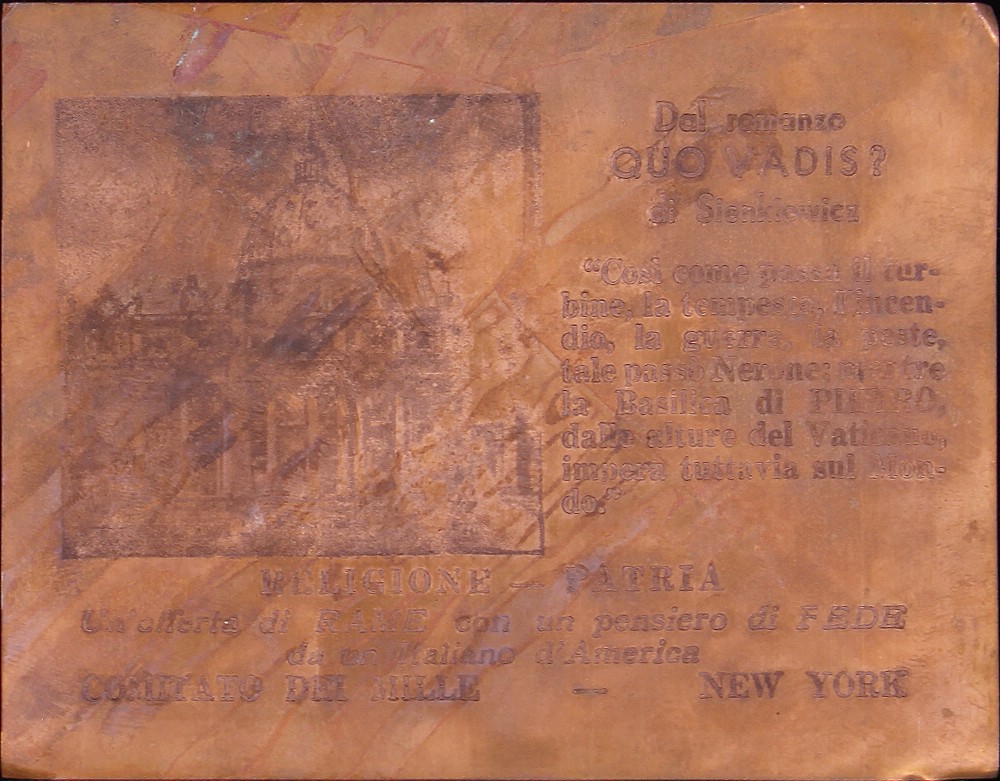 Dal romanzo
QUO VADIS?
di Sienkiewicz
“Così come passa il tur-
bine, la tempesta, l'incen-
dio, la guerra, la peste,
tale passò Nerone; mentre
la Basilica di PIETRO,
dalle alture del Vaticano,
impera tuttavia sul Mon-
do.”
RELIGIONE — PATRIA
Un'offerta di RAME con un pensiero di FEDE
da un Italiano d'America
COMITATO DEI MILLE — NEW YORK